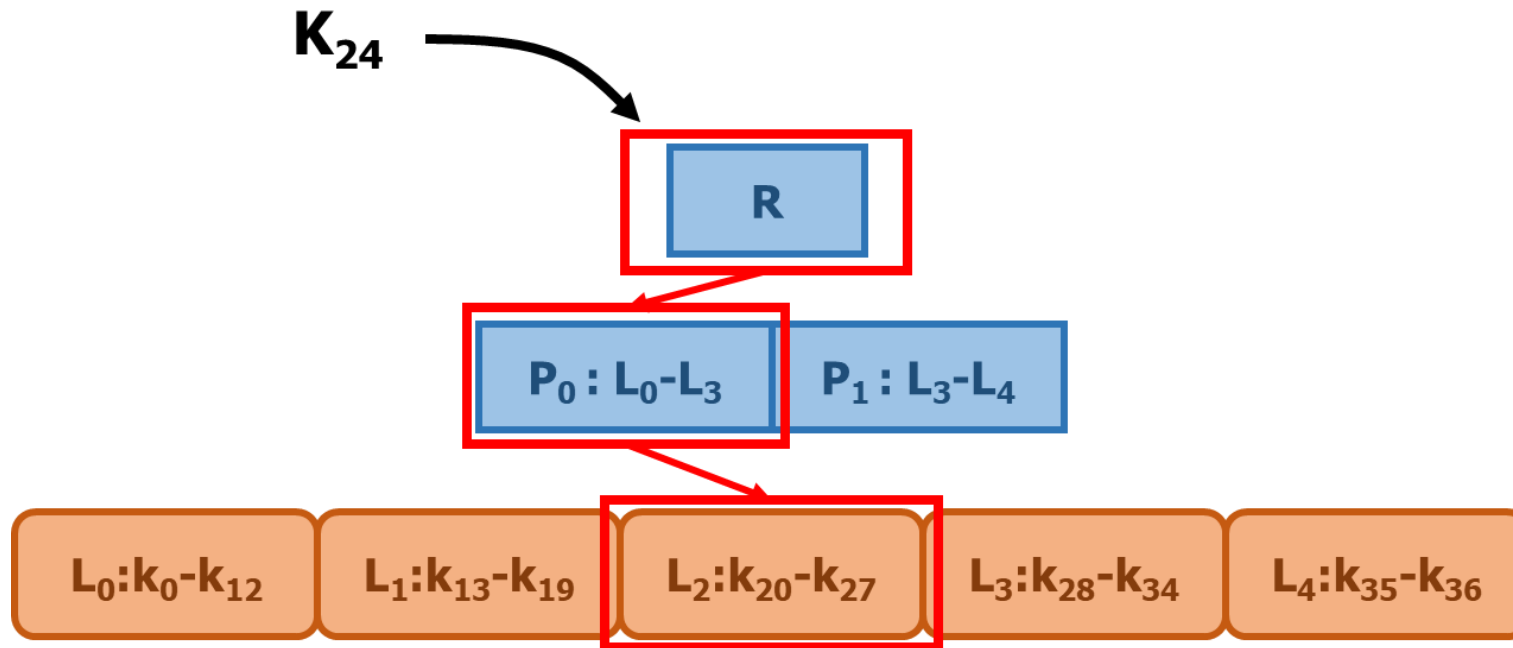 K₂₄
R
P₀ : L₀-L₃
P₁ : L₃-L₄
L₀:k₀-k₁₂
L₁:k₁₃-k₁₉
L₂:k₂₀-k₂₇
L₃:k₂₈-k₃₄
L₄:k₃₅-k₃₆